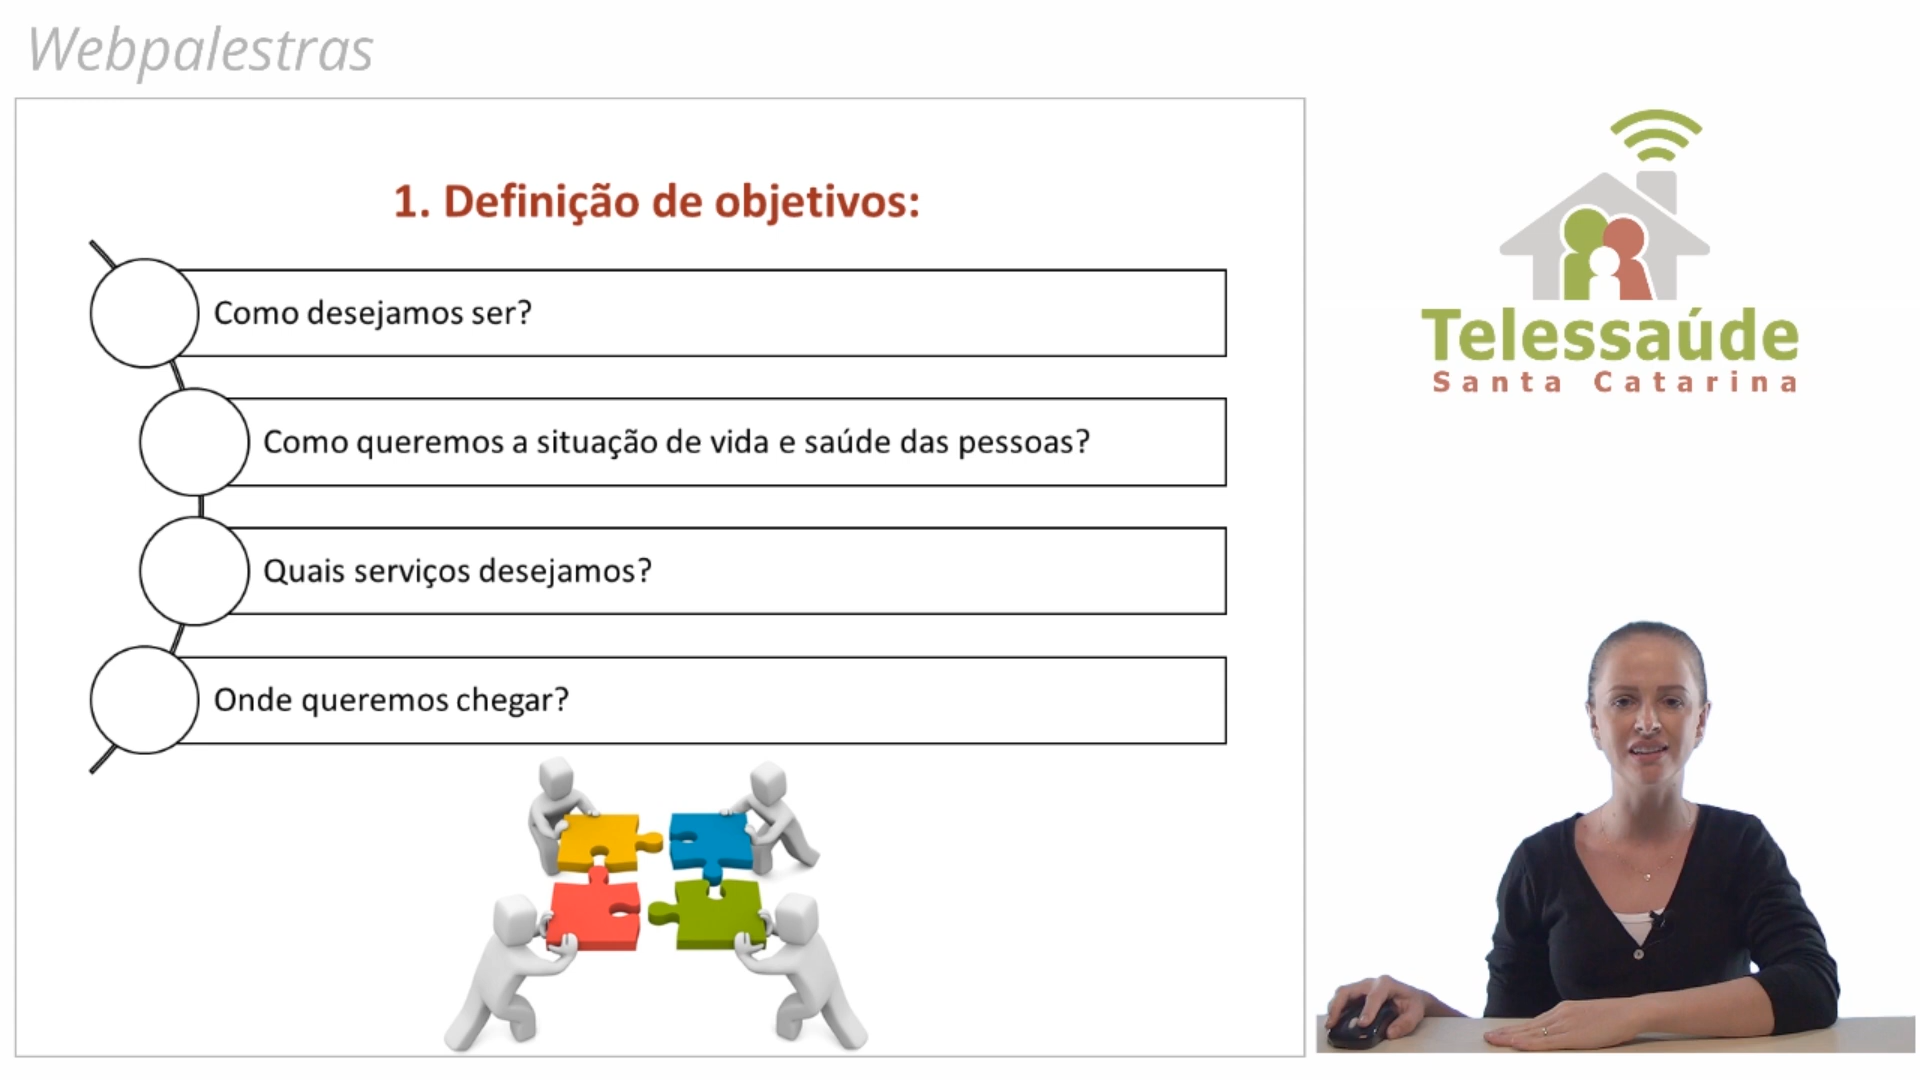 Webpalestras
1. Definição de objetivos:
Como desejamos ser?
Como queremos a situação de vida e saúde das pessoas?
Quais serviços desejamos?
Onde queremos chegar?
Telessaúde
Santa Catarina